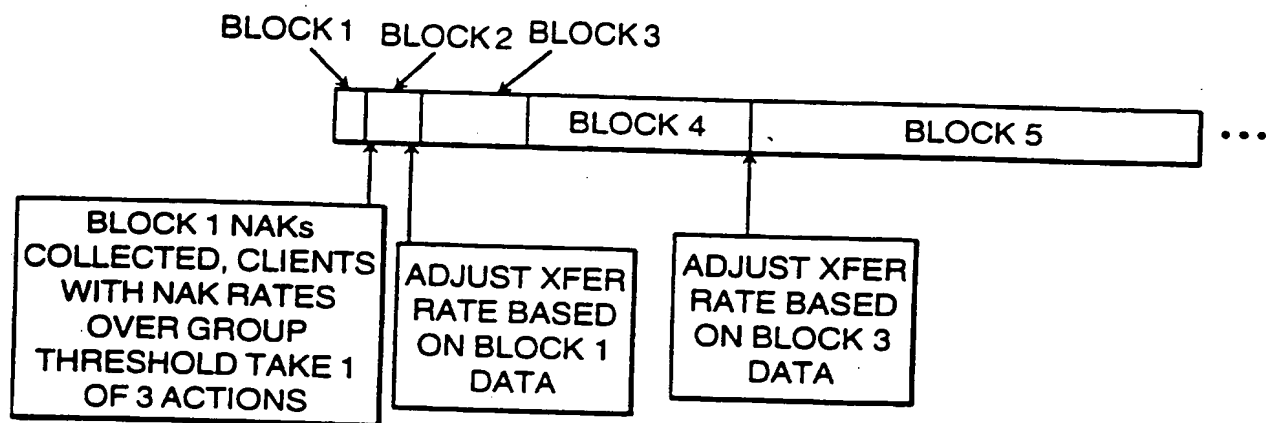 BLOCK 1
BLOCK 2
BLOCK 3
BLOCK 4
BLOCK 5
...
BLOCK 1 NAKs
COLLECTED, CLIENTS
WITH NAK RATES
OVER GROUP
THRESHOLD TAKE 1
OF 3 ACTIONS
ADJUST XFER
RATE BASED
ON BLOCK 1
DATA
ADJUST XFER
RATE BASED
ON BLOCK 3
DATA